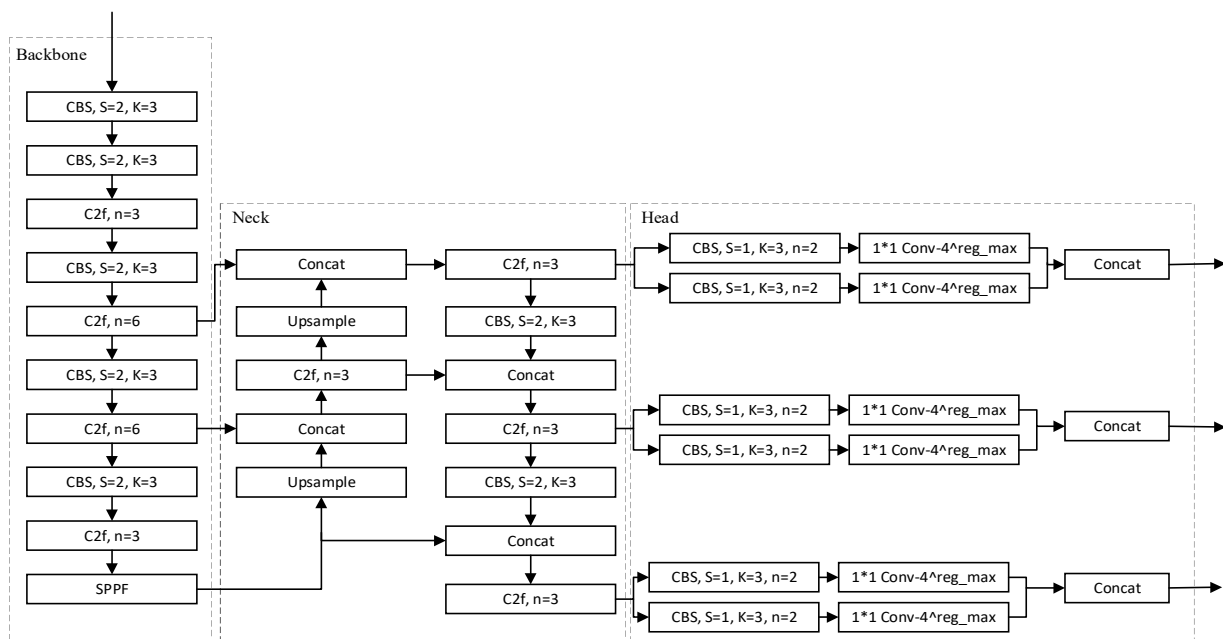 Backbone
CBS, S=2, K=3
CBS, S=2, K=3
C2f, n=3
CBS, S=2, K=3
C2f, n=6
CBS, S=2, K=3
C2f, n=6
CBS, S=2, K=3
C2f, n=3
SPPF
Neck
Concat
Upsample
C2f, n=3
Concat
Upsample
C2f, n=3
CBS, S=2, K=3
Concat
C2f, n=3
CBS, S=2, K=3
Concat
C2f, n=3
Head
CBS, S=1, K=3, n=2
1*1 Conv-4^reg_max
CBS, S=1, K=3, n=2
1*1 Conv-4^reg_max
Concat
CBS, S=1, K=3, n=2
1*1 Conv-4^reg_max
CBS, S=1, K=3, n=2
1*1 Conv-4^reg_max
Concat
CBS, S=1, K=3, n=2
1*1 Conv-4^reg_max
CBS, S=1, K=3, n=2
1*1 Conv-4^reg_max
Concat